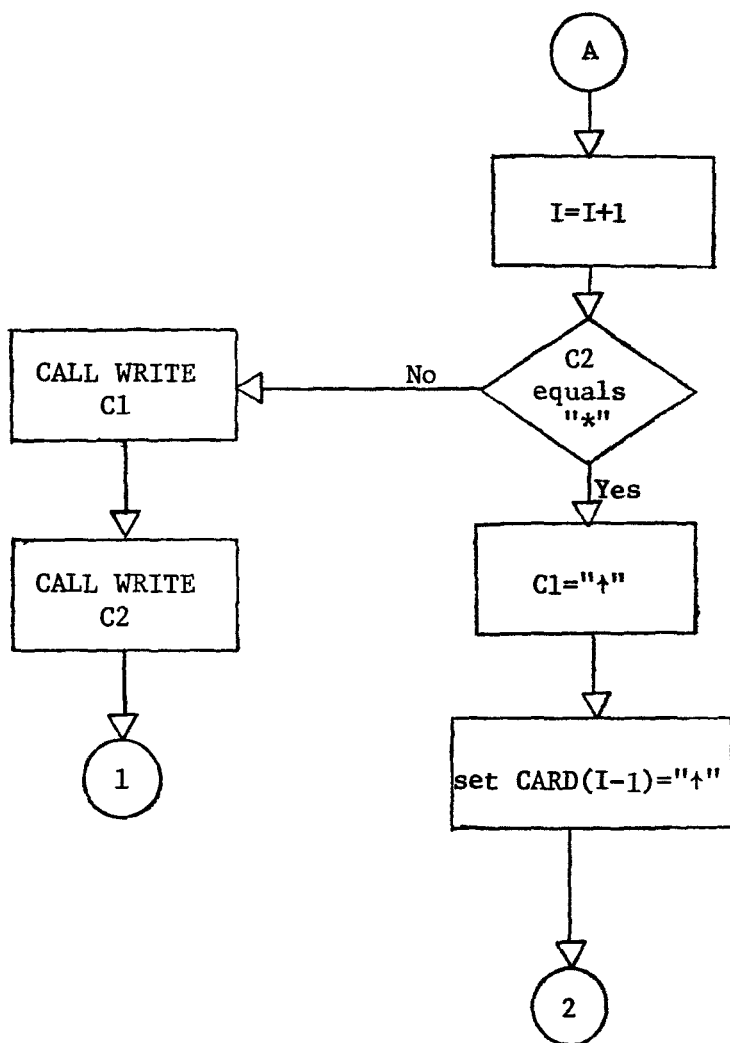 A
I=I+1
C2
equals
"*"
No
Yes
CALL WRITE
C1
CALL WRITE
C2
1
C1="↑"
set CARD(I-1)="↑"
2